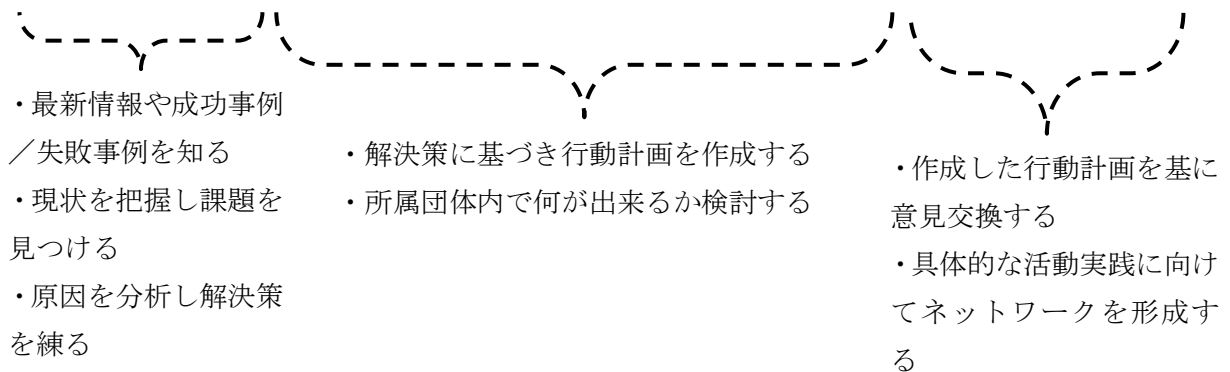 ・最新情報や成功事例
／失敗事例を知る
・現状を把握し課題を
見つける
・原因を分析し解決策
を練る
・解決策に基づき行動計画を作成する
・所属団体内で何が出来るか検討する
・作成した行動計画を基に
意見交換する
・具体的な活動実践に向け
てネットワークを形成す
る